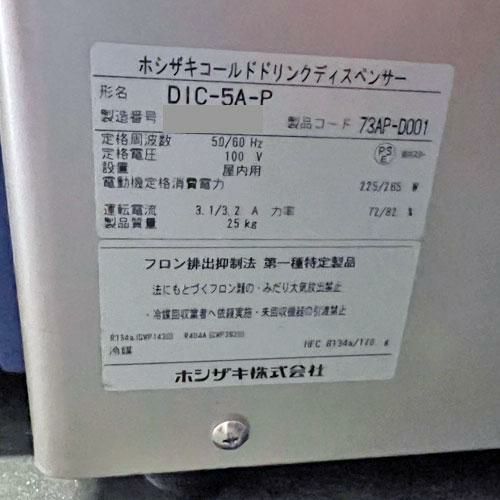 ホシザキコールドドリンクディスペンサー
形名 DIC-5A-P
製造番号
製品コード 73AP-D001
定格周波数 50/60 Hz
定格電圧 100 V
設置 屋内用
電動機定格消費電力 225/265 W
運転電流 3.1/3.2 A 力率 72/82 %
製品質量 25 kg
フロン排出抑制法 第一種特定製品
法にもとづくフロン類の・みだり大気放出禁止
・冷媒回収業者へ依頼実施・未回収機器の引渡禁止
R134a(GWP1430) R404A(GWP3920)
冷媒 HFC R134a/170 g
ホシザキ株式会社